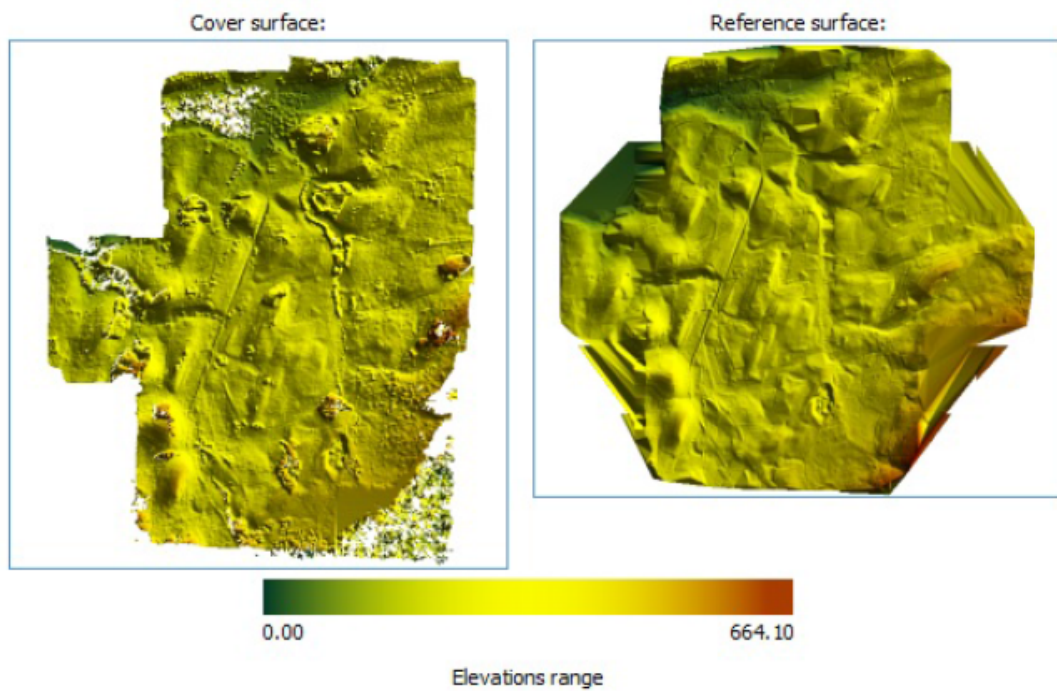 Cover surface:
Reference surface:
0.00
664.10
Elevations range